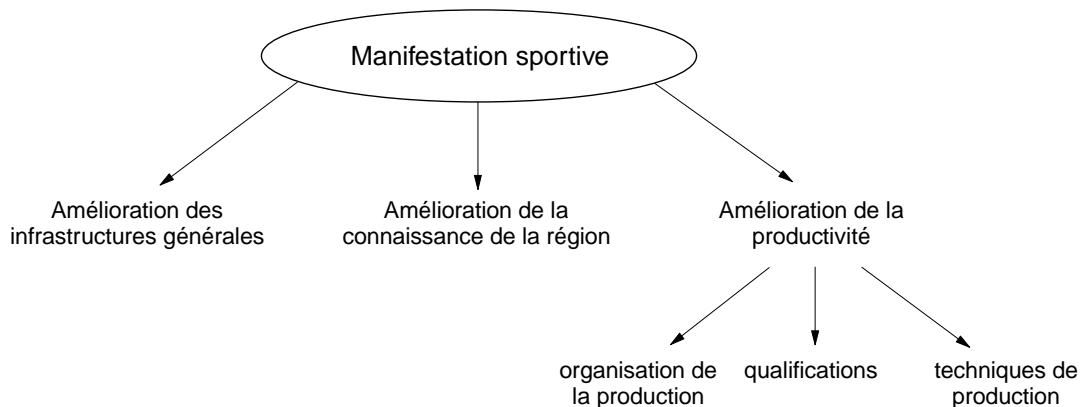 Manifestation sportive
Amélioration des
infrastructures générales
Amélioration de la
connaissance de la région
Amélioration de la
productivité
organisation de
la production
qualifications
techniques de
production